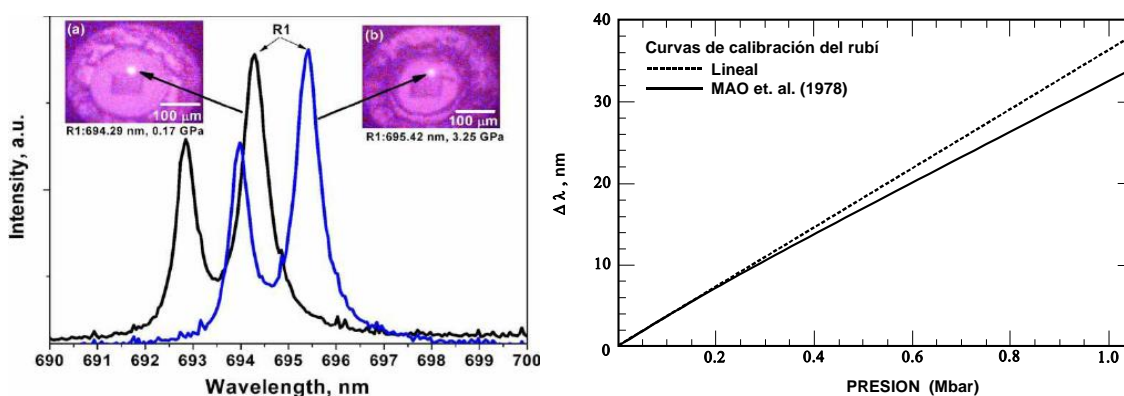 (a)
R1
(b)
100 μm
100 μm
R1:694.29 nm, 0.17 GPa
R1:695.42 nm, 3.25 GPa
Intensity, a.u.
690 691 692 693 694 695 696 697 698 699 700
Wavelength, nm
40
30
20
10
0
Δ λ , nm
Curvas de calibración del rubí
Lineal
MAO et. al. (1978)
0.2 0.4 0.6 0.8 1.0
PRESION (Mbar)